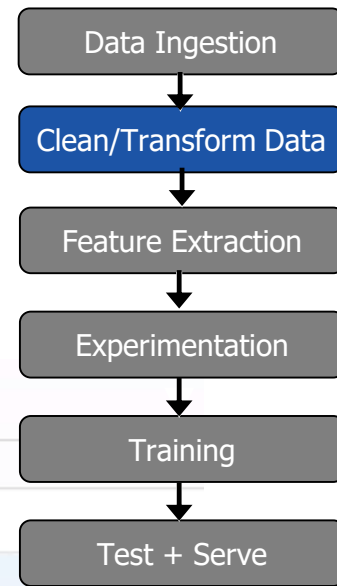 Data Ingestion
Clean/Transform Data
Feature Extraction
Experimentation
Training
Test + Serve